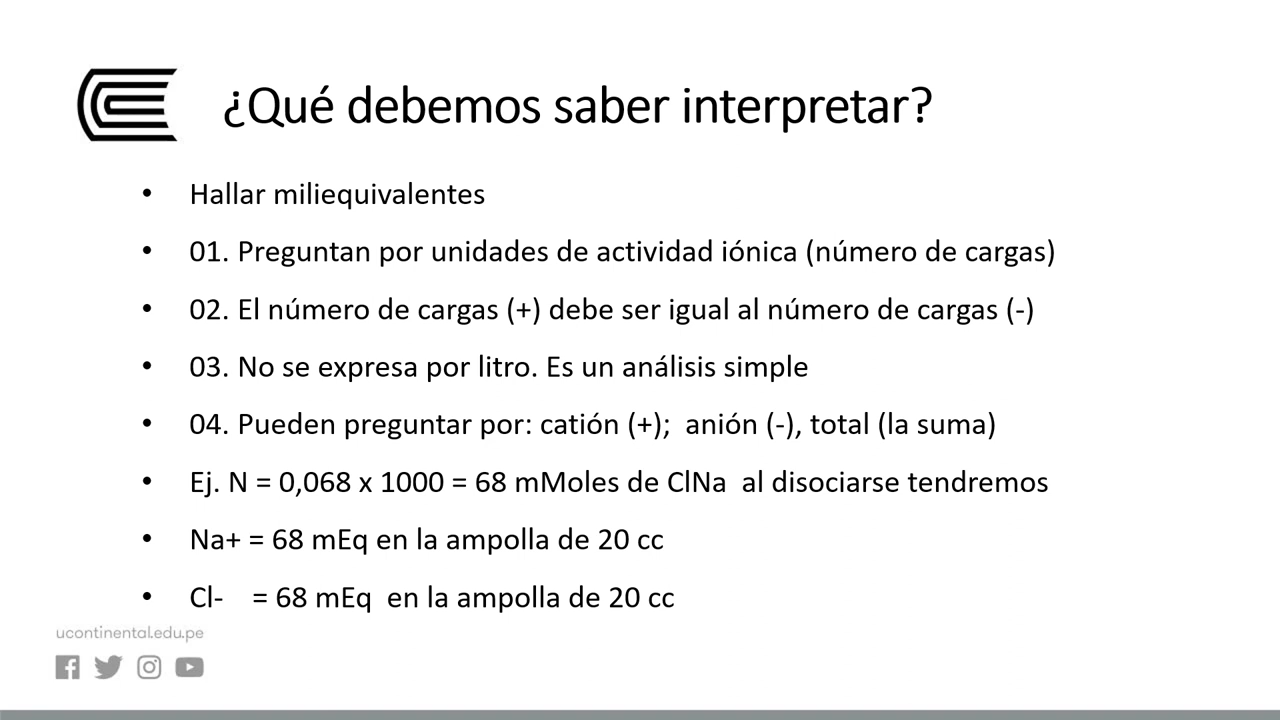 ¿Qué debemos saber interpretar?
• Hallar miliequivalentes
• 01. Preguntan por unidades de actividad iónica (número de cargas)
• 02. El número de cargas (+) debe ser igual al número de cargas (-)
• 03. No se expresa por litro. Es un análisis simple
• 04. Pueden preguntar por: catión (+);  anión (-), total (la suma)
• Ej. N = 0,068 x 1000 = 68 mMoles de ClNa  al disociarse tendremos
• Na+ = 68 mEq en la ampolla de 20 cc
• Cl-    = 68 mEq  en la ampolla de 20 cc
ucontinental.edu.pe